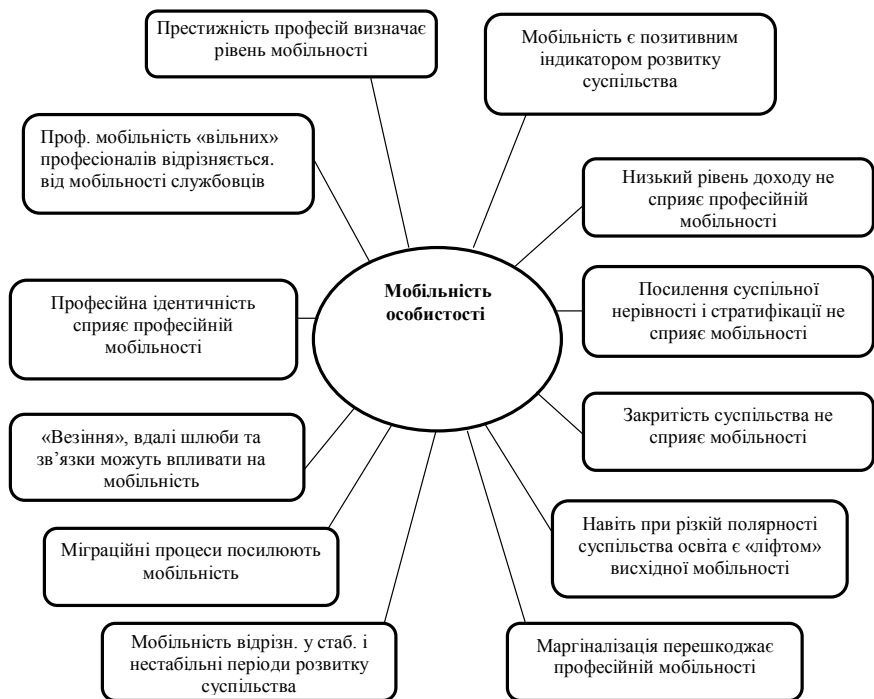 Престижність професій визначає
рівень мобільності
Мобільність є позитивним
індикатором розвитку
суспільства
Проф. мобільність «вільних»
професіоналів відрізняється.
від мобільності службовців
Низький рівень доходу не
сприяє професійній
мобільності
Мобільність
особистості
Професійна ідентичність
сприяє професійній
мобільності
Посилення суспільної
нерівності і стратифікації не
сприяє мобільності
«Везіння», вдалі шлюби та
зв’язки можуть впливати на
мобільність
Закритість суспільства не
сприяє мобільності
Міграційні процеси посилюють
мобільність
Навіть при різкій полярності
суспільства освіта є «ліфтом»
висхідної мобільності
Мобільність відрізн. у стаб. і
нестабільні періоди розвитку
суспільства
Маргіналізація перешкоджає
професійній мобільності